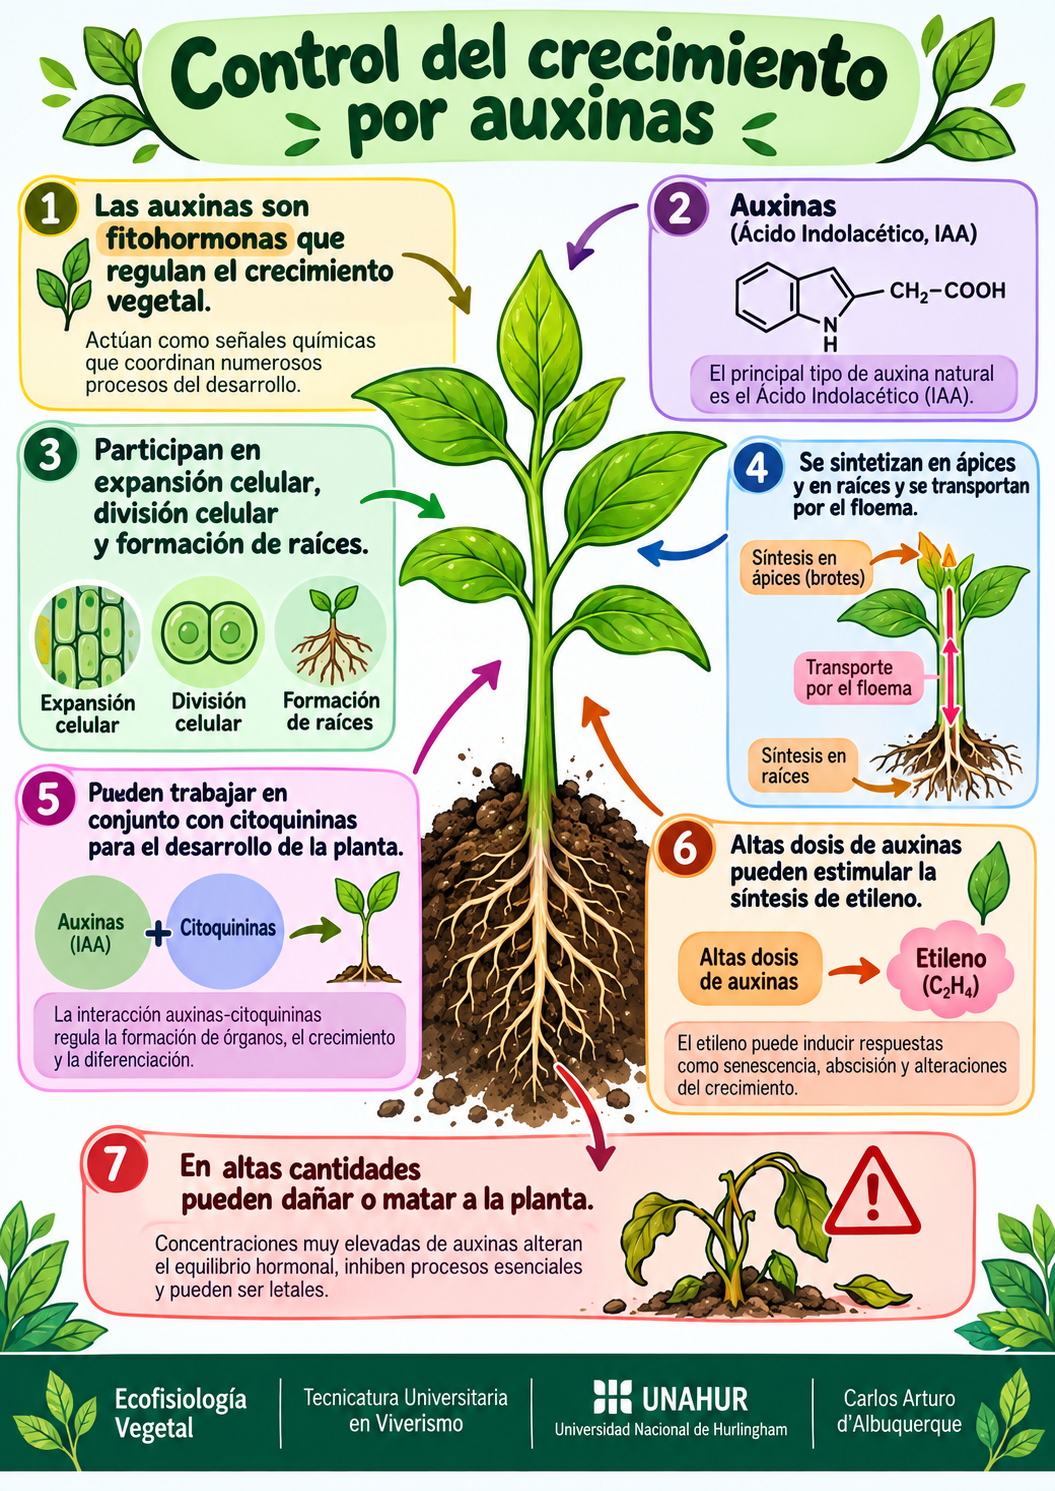 Control del crecimiento
por auxinas
1
Las auxinas son
fitohormonas que
regulan el crecimiento
vegetal.
Actúan como señales químicas
que coordinan numerosos
procesos del desarrollo.
2
Auxinas
(Ácido Indolacético, IAA)
CH₂–COOH
N
H
El principal tipo de auxina natural
es el Ácido Indolacético (IAA).
3
Participan en
expansión celular,
división celular
y formación de raíces.
Expansión
celular
División
celular
Formación
de raíces
4
Se sintetizan en ápices
y en raíces y se transportan
por el floema.
Síntesis en
ápices (brotes)
Transporte
por el floema
Síntesis en
raíces
5
Pueden trabajar en
conjunto con citoquininas
para el desarrollo de la planta.
Auxinas
(IAA)
+
Citoquininas
La interacción auxinas-citoquininas
regula la formación de órganos, el crecimiento
y la diferenciación.
6
Altas dosis de auxinas
pueden estimular la
síntesis de etileno.
Altas dosis
de auxinas
Etileno
(C₂H₄)
El etileno puede inducir respuestas
como senescencia, abscisión y alteraciones
del crecimiento.
7
En altas cantidades
pueden dañar o matar a la planta.
Concentraciones muy elevadas de auxinas alteran
el equilibrio hormonal, inhiben procesos esenciales
y pueden ser letales.
!
Ecofisiología
Vegetal
Tecnicatura Universitaria
en Viverismo
UNAHUR
Universidad Nacional de Hurlingham
Carlos Arturo
d'Albuquerque